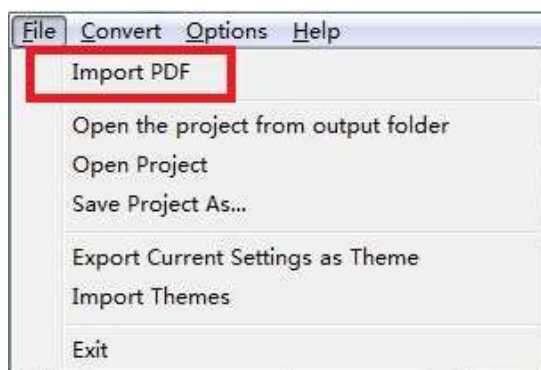 File Convert Options Help
Import PDF
Open the project from output folder
Open Project
Save Project As...
Export Current Settings as Theme
Import Themes
Exit